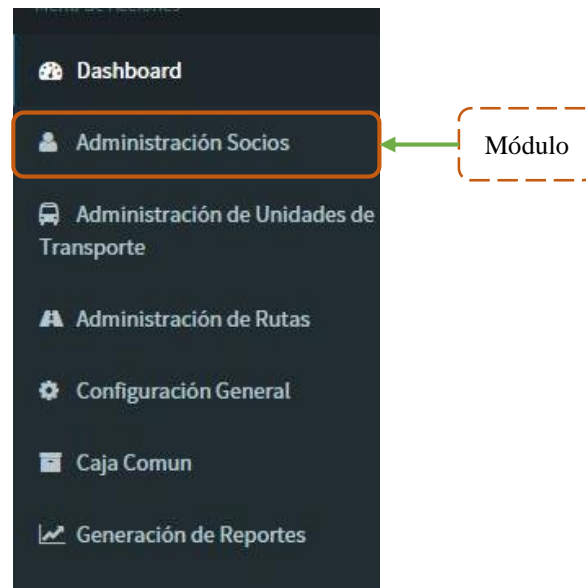 Dashboard
Administración Socios
Módulo
Administración de Unidades de
Transporte
Administración de Rutas
Configuración General
Caja Comun
Generación de Reportes